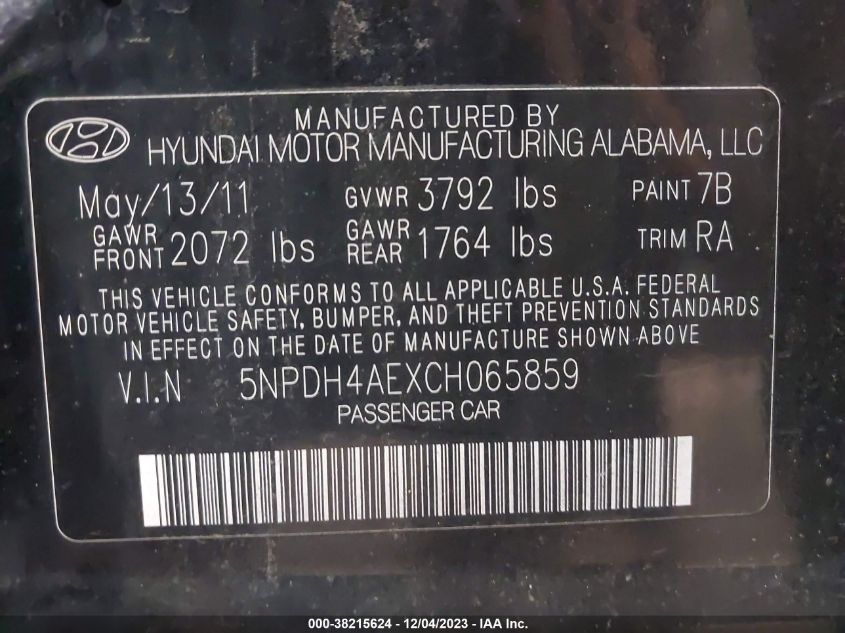 MANUFACTURED BY
HYUNDAI MOTOR MANUFACTURING ALABAMA, LLC
May/13/11 GVWR 3792 lbs PAINT 7B
GAWR FRONT 2072 lbs GAWR REAR 1764 lbs TRIM RA
THIS VEHICLE CONFORMS TO ALL APPLICABLE U.S.A. FEDERAL
MOTOR VEHICLE SAFETY, BUMPER, AND THEFT PREVENTION STANDARDS
IN EFFECT ON THE DATE OF MANUFACTURE SHOWN ABOVE
V.I.N 5NPDH4AEXCH065859
PASSENGER CAR
000-38215624 - 12/04/2023 - IAA Inc.